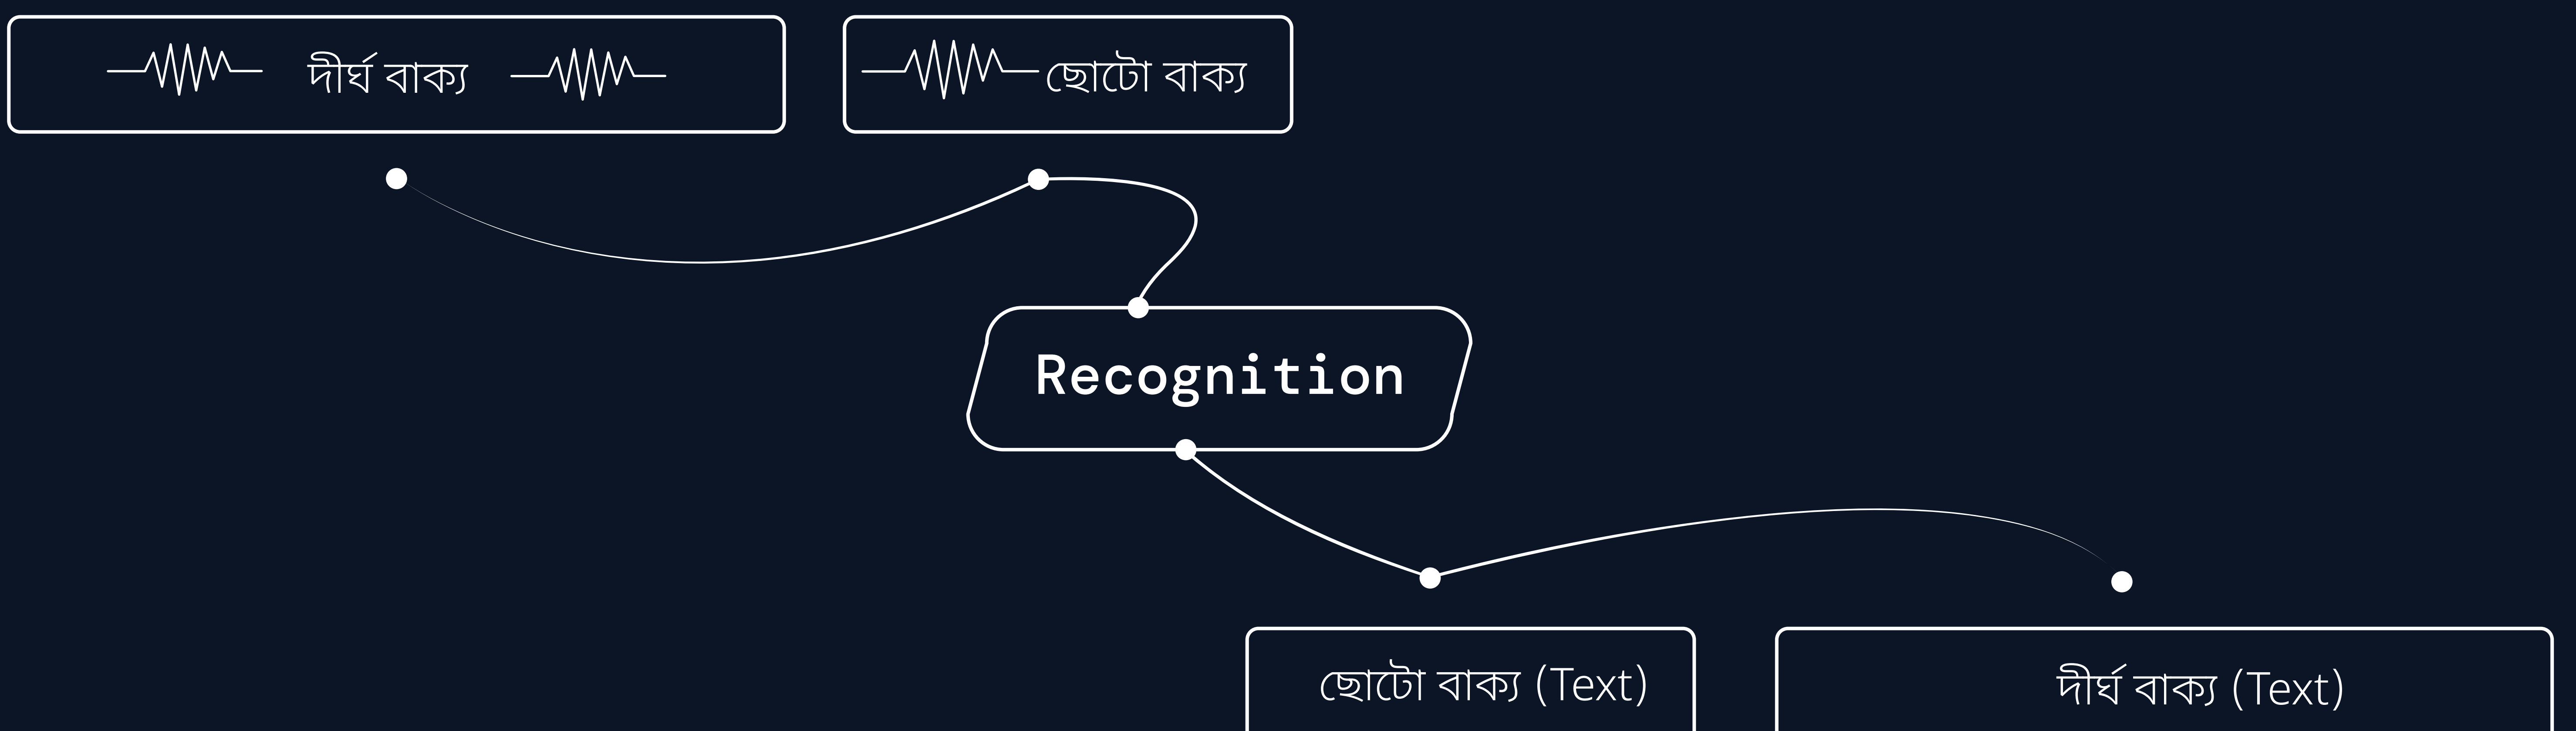 দীর্ঘ বাক্য
ছোটো বাক্য
Recognition
ছোটো বাক্য (Text)
দীর্ঘ বাক্য (Text)